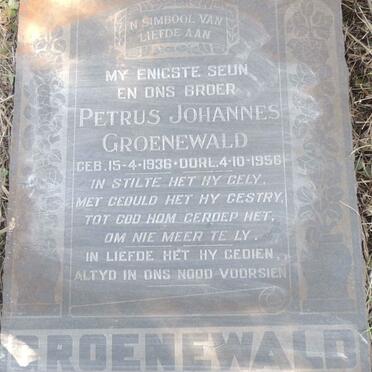 'N SIMBOOL VAN
LIEFDE AAN
MY ENIGSTE SEUN
EN ONS BROER
PETRUS JOHANNES
GROENEWALD
GEB. 15-4-1936 · OORL. 4-10-1956
IN STILTE HET HY GELY,
MET GEDULD HET HY GESTRY,
TOT GOD HOM GEROEP HET,
OM NIE MEER TE LY.
IN LIEFDE HET HY GEDIEN,
ALTYD IN ONS NOOD VOORSIEN
GROENEWALD